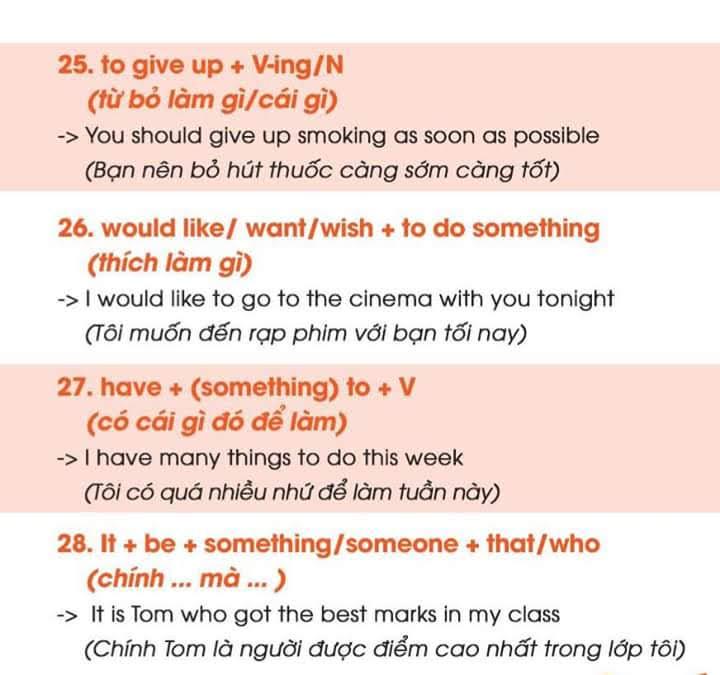 25. to give up + V-ing/N
(từ bỏ làm gì/cái gì)
-> You should give up smoking as soon as possible
(Bạn nên bỏ hút thuốc càng sớm càng tốt)
26. would like/ want/wish + to do something
(thích làm gì)
-> I would like to go to the cinema with you tonight
(Tôi muốn đến rạp phim với bạn tối nay)
27. have + (something) to + V
(có cái gì đó để làm)
-> I have many things to do this week
(Tôi có quá nhiều nhứ để làm tuần này)
28. It + be + something/someone + that/who
(chính ... mà ... )
-> It is Tom who got the best marks in my class
(Chính Tom là người được điểm cao nhất trong lớp tôi)